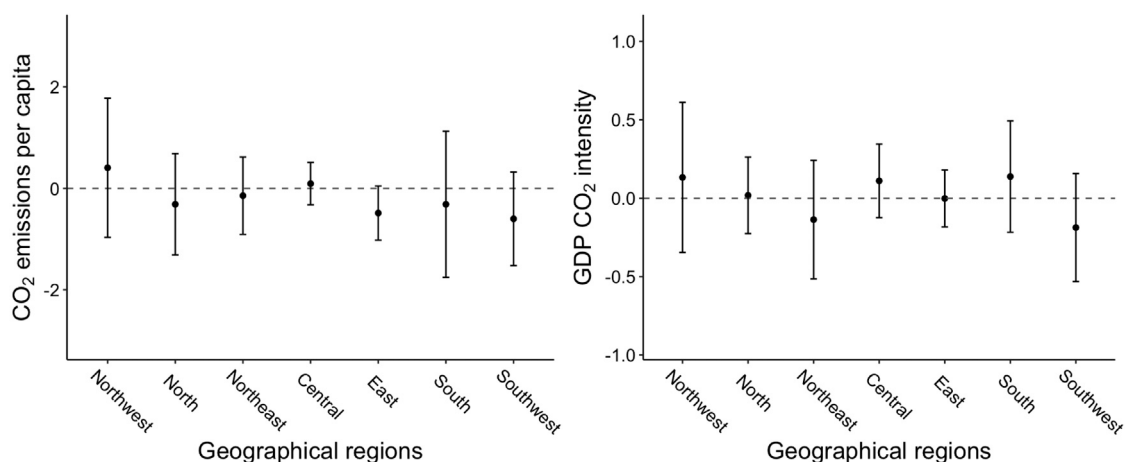 CO₂ emissions per capita
2
0
-2
Northwest
North
Northeast
Central
East
South
Southwest
Geographical regions
GDP CO₂ intensity
1.0
0.5
0.0
-0.5
-1.0
Northwest
North
Northeast
Central
East
South
Southwest
Geographical regions